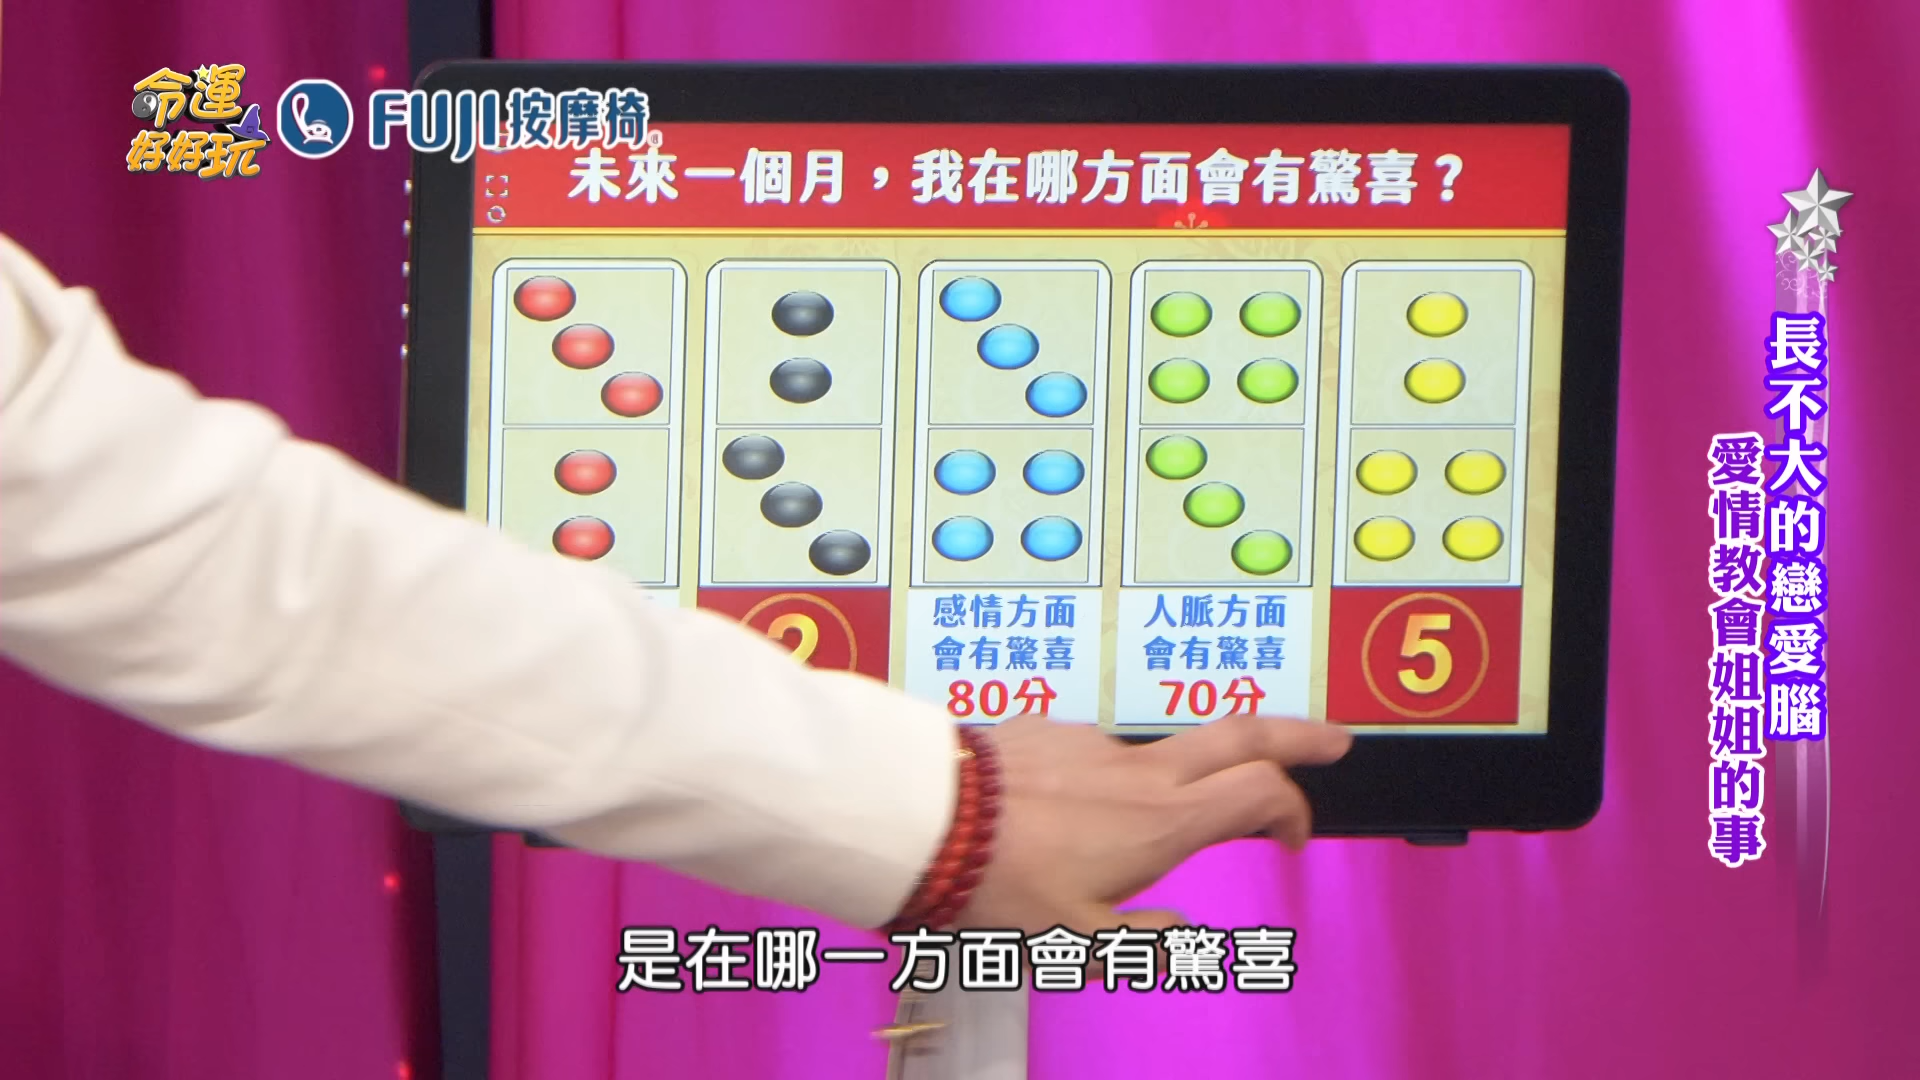 命運
好好玩
FUJI按摩椅
未來一個月，我在哪方面會有驚喜？
2
感情方面
會有驚喜
80分
人脈方面
會有驚喜
70分
5
長不大的戀愛腦
愛情教會姐姐的事
是在哪一方面會有驚喜